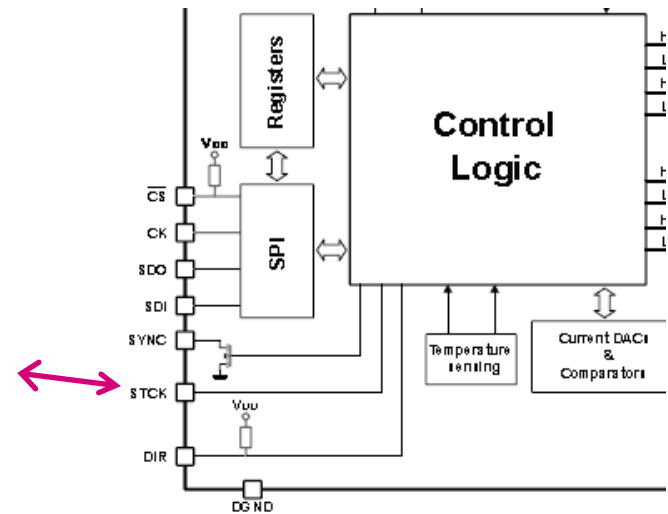 Registers
Control
Logic
VDD
CS
CK
SDO
SDI
SPI
SYNC
STCK
VDD
DIR
DGND
Temperature
sensing
Current DACs
&
Comparators
H
L
H
L
H
L
H
L